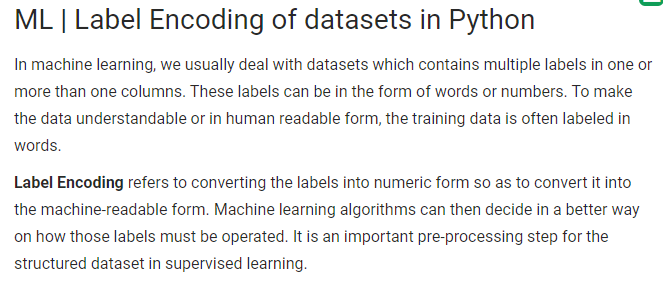 ML | Label Encoding of datasets in Python
In machine learning, we usually deal with datasets which contains multiple labels in one or
more than one columns. These labels can be in the form of words or numbers. To make
the data understandable or in human readable form, the training data is often labeled in
words.
Label Encoding refers to converting the labels into numeric form so as to convert it into
the machine-readable form. Machine learning algorithms can then decide in a better way
on how those labels must be operated. It is an important pre-processing step for the
structured dataset in supervised learning.